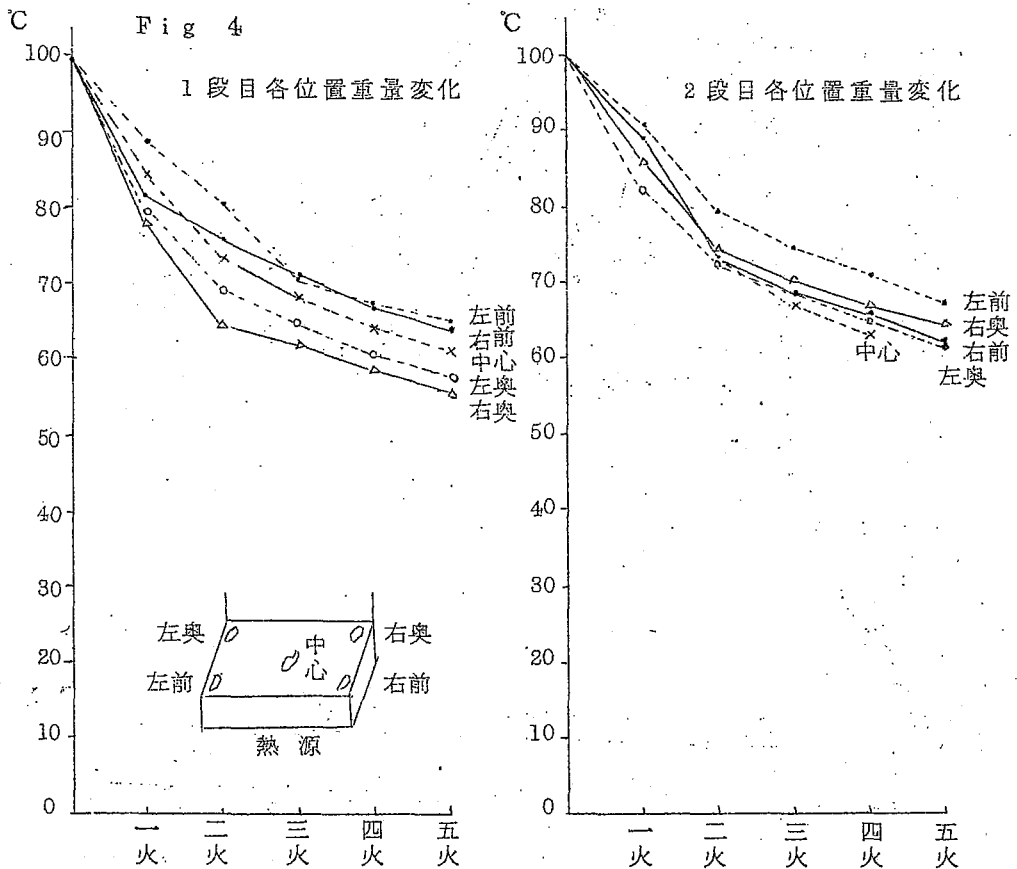 ℃
Fig 4
1段目各位置重量変化
100
90
80
70
60
50
40
30
20
10
0
左前
右前
中心
左奥
右奥
左奥
中心
右奥
左前
右前
熱源
一火
二火
三火
四火
五火
℃
2段目各位置重量変化
100
90
80
70
60
50
40
30
20
10
0
左前
右奥
右前
中心
左奥
一火
二火
三火
四火
五火